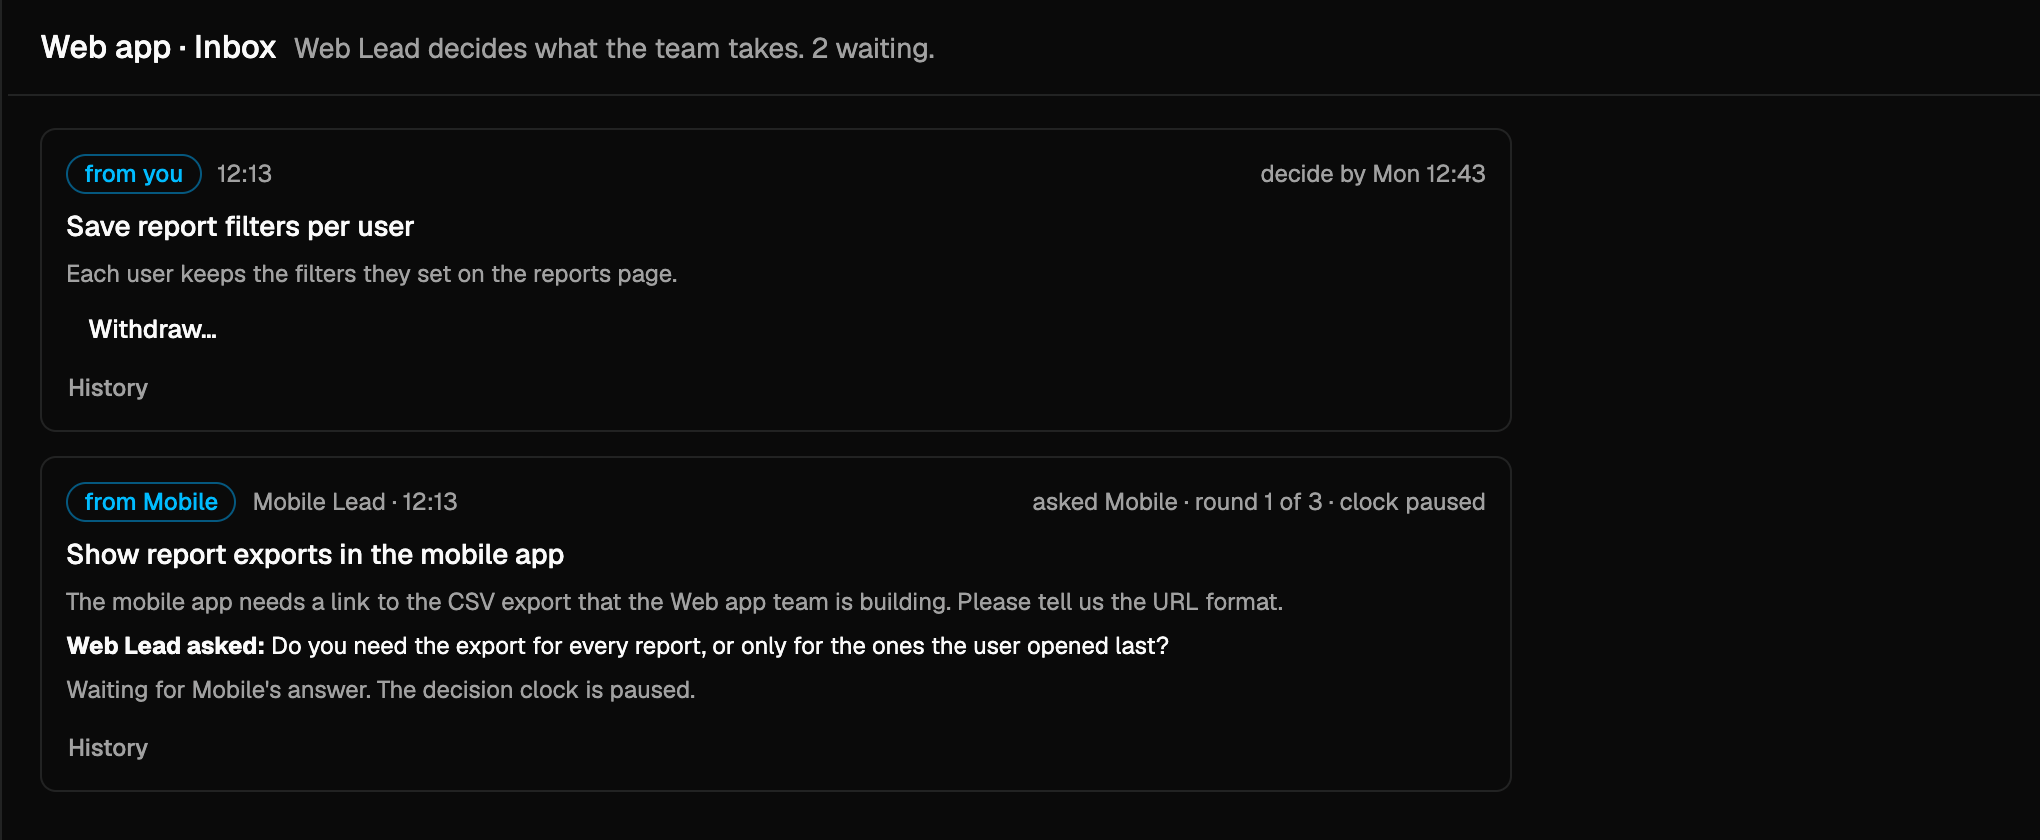 Web app · Inbox Web Lead decides what the team takes. 2 waiting.
from you 12:13 decide by Mon 12:43
Save report filters per user
Each user keeps the filters they set on the reports page.
Withdraw...
History
from Mobile Mobile Lead · 12:13 asked Mobile · round 1 of 3 · clock paused
Show report exports in the mobile app
The mobile app needs a link to the CSV export that the Web app team is building. Please tell us the URL format.
Web Lead asked: Do you need the export for every report, or only for the ones the user opened last?
Waiting for Mobile's answer. The decision clock is paused.
History